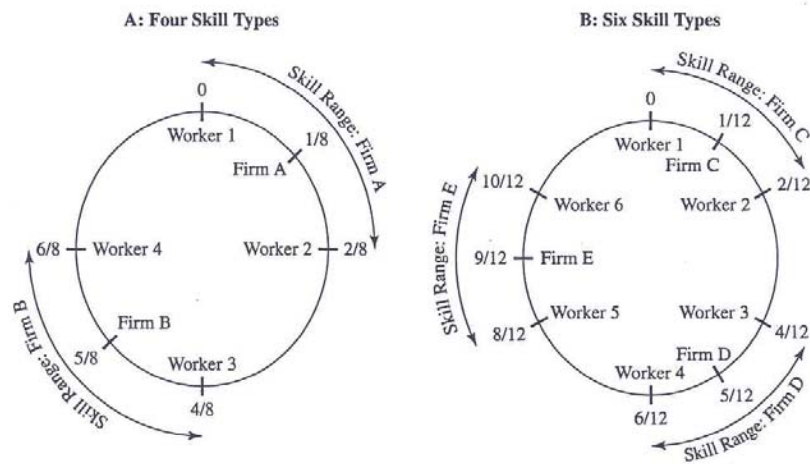 A: Four Skill Types
0
Worker 1
1/8
Firm A
Skill Range: Firm A
6/8
Worker 4
Worker 2
2/8
Firm B
5/8
Worker 3
4/8
Skill Range: Firm B
B: Six Skill Types
0
Worker 1
1/12
Firm C
Skill Range: Firm C
10/12
Worker 6
Worker 2
2/12
Skill Range: Firm E
9/12
Firm E
Worker 5
8/12
Worker 3
4/12
Firm D
Worker 4
5/12
6/12
Skill Range: Firm D